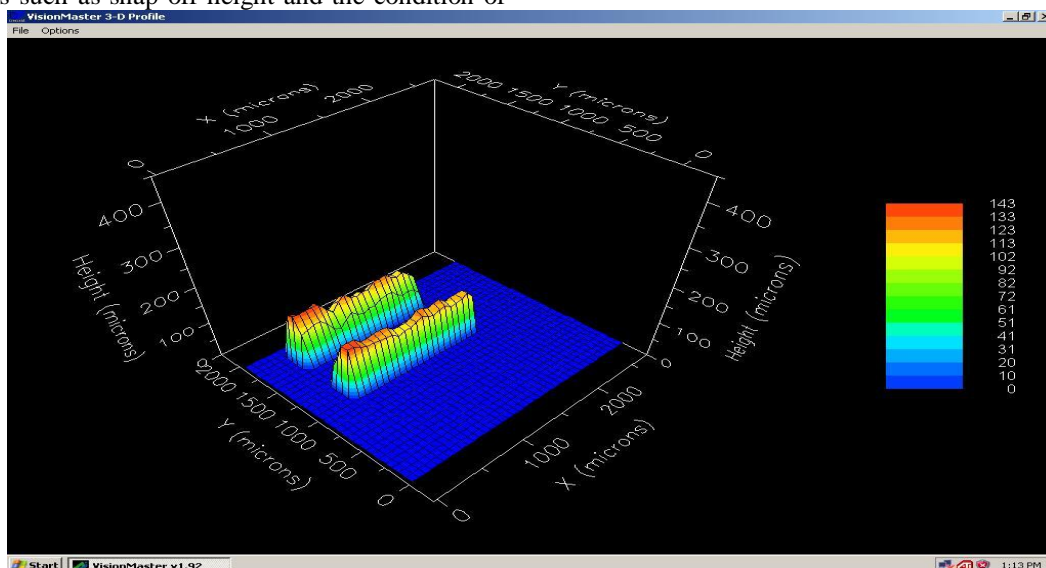 s such as snap off height and the condition of
VisionMaster 3-D Profile
File Options
X (microns)
0 1000 2000
Y (microns)
2000 1500 1000 500 0
Height (microns)
400 300 200 100 0
Height (microns)
400 300 200 100 0
Y (microns)
2000 1500 1000 500 0
X (microns)
0 1000 2000
143
133
123
113
102
92
82
72
61
51
41
31
20
10
0
Start VisionMaster v1.92 1:13 PM